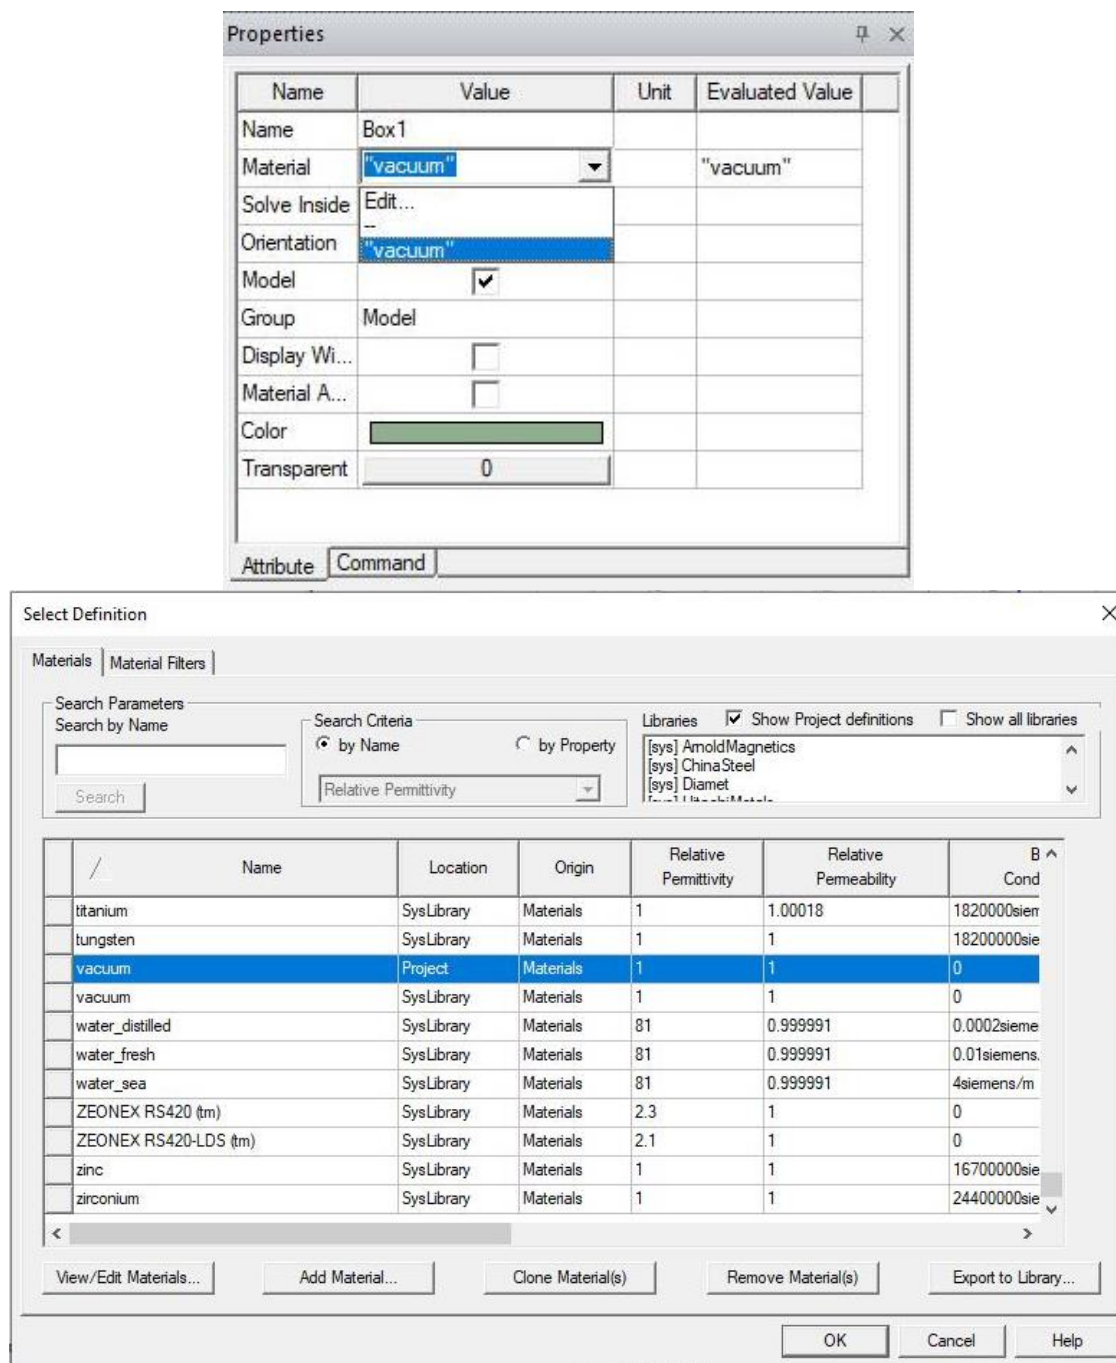 Properties
Name Value Unit Evaluated Value
Name Box1
Material "vacuum" "vacuum"
Solve Inside Edit...
--
Orientation "vacuum"
Model
Group Model
Display Wi...
Material A...
Color
Transparent 0
Attribute Command
Select Definition
Materials Material Filters
Search Parameters
Search by Name
Search
Search Criteria
by Name by Property
Relative Permittivity
Libraries Show Project definitions Show all libraries
[sys] ArnoldMagnetics
[sys] ChinaSteel
[sys] Diamet
/ Name Location Origin Relative Permittivity Relative Permeability B Cond
titanium SysLibrary Materials 1 1.00018 1820000siem
tungsten SysLibrary Materials 1 1 18200000sie
vacuum Project Materials 1 1 0
vacuum SysLibrary Materials 1 1 0
water_distilled SysLibrary Materials 81 0.999991 0.0002sieme
water_fresh SysLibrary Materials 81 0.999991 0.01siemens.
water_sea SysLibrary Materials 81 0.999991 4siemens/m
ZEONEX RS420 (tm) SysLibrary Materials 2.3 1 0
ZEONEX RS420-LDS (tm) SysLibrary Materials 2.1 1 0
zinc SysLibrary Materials 1 1 16700000sie
zirconium SysLibrary Materials 1 1 24400000sie
View/Edit Materials... Add Material... Clone Material(s) Remove Material(s) Export to Library...
OK Cancel Help